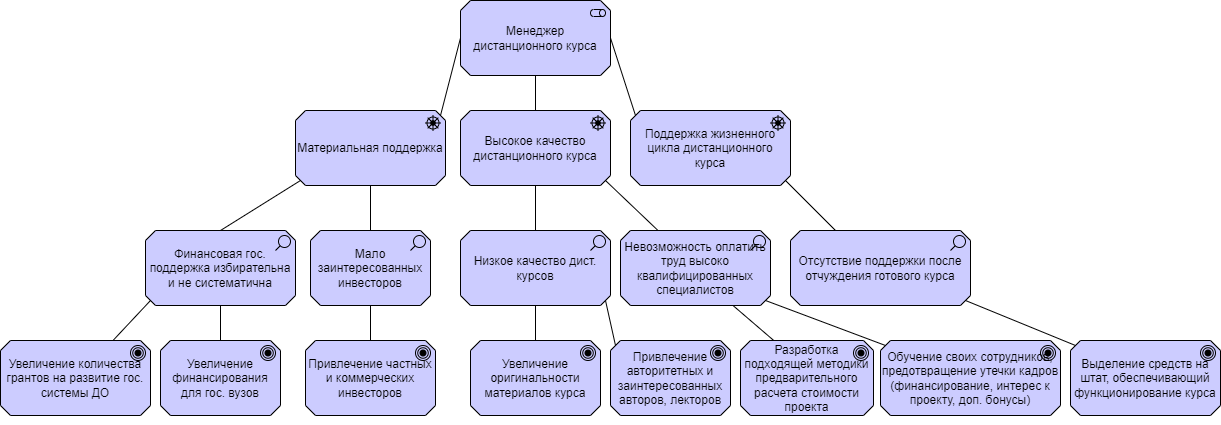 Менеджер
дистанционного курса
Материальная поддержка
Высокое качество
дистанционного курса
Поддержка жизненного
цикла дистанционного
курса
Финансовая гос.
поддержка избирательна
и не систематична
Мало
заинтересованных
инвесторов
Низкое качество дист.
курсов
Невозможность оплатить
труд высоко
квалифицированных
специалистов
Отсутствие поддержки после
отчуждения готового курса
Увеличение количества
грантов на развитие гос.
системы ДО
Увеличение
финансирования
для гос. вузов
Привлечение частных
и коммерческих
инвесторов
Увеличение
оригинальности
материалов курса
Привлечение
авторитетных и
заинтересованных
авторов, лекторов
Разработка
подходящей методики
предварительного
расчета стоимости
проекта
Обучение своих сотрудников,
предотвращение утечки кадров
(финансирование, интерес к
проекту, доп. бонусы)
Выделение средств на
штат, обеспечивающий
функционирование курса